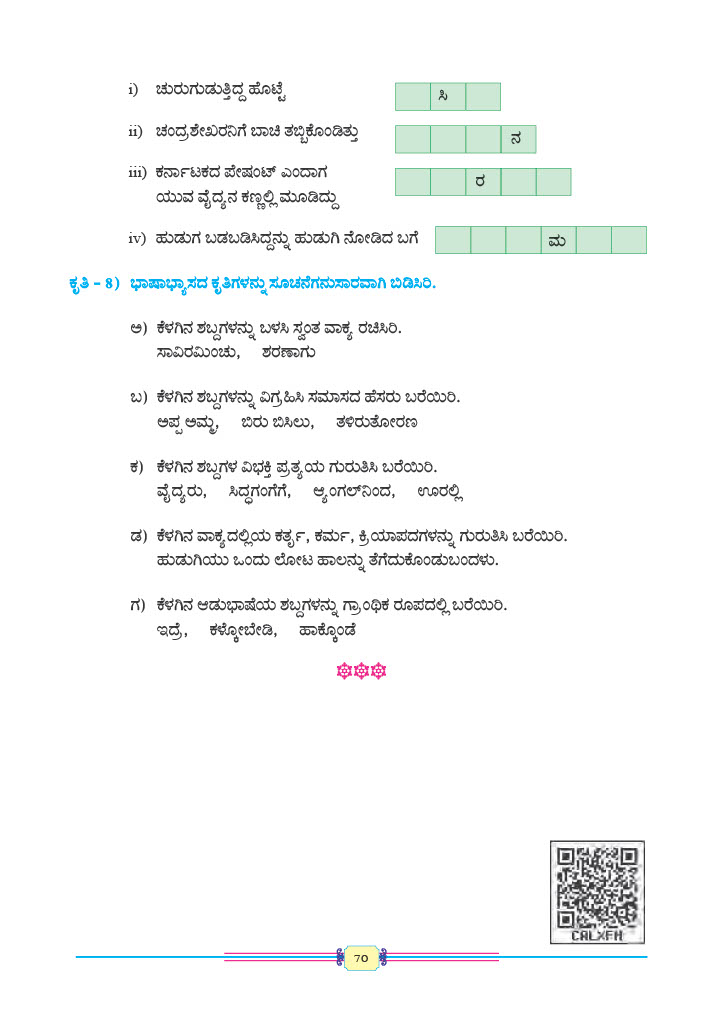 i) ಚುರುಗುಡುತ್ತಿದ್ದ ಹೊಟ್ಟೆ ಸಿ
ii) ಚಂದ್ರಶೇಖರನಿಗೆ ಬಾಚಿ ತಬ್ಬಿಕೊಂಡಿತ್ತು ನ
iii) ಕರ್ನಾಟಕದ ಪೇಷಂಟ್ ಎಂದಾಗ
ಯುವ ವೈದ್ಯನ ಕಣ್ಣಲ್ಲಿ ಮೂಡಿದ್ದು ರ
iv) ಹುಡುಗ ಬಡಬಡಿಸಿದ್ದನ್ನು ಹುಡುಗಿ ನೋಡಿದ ಬಗೆ ಮ
ಕೃತಿ – 8) ಭಾಷಾಭ್ಯಾಸದ ಕೃತಿಗಳನ್ನು ಸೂಚನೆಗನುಸಾರವಾಗಿ ಬಿಡಿಸಿರಿ.
ಅ) ಕೆಳಗಿನ ಶಬ್ದಗಳನ್ನು ಬಳಸಿ ಸ್ವಂತ ವಾಕ್ಯ ರಚಿಸಿರಿ.
ಸಾವಿರಮಿಂಚು, ಶರಣಾಗು
ಬ) ಕೆಳಗಿನ ಶಬ್ದಗಳನ್ನು ವಿಗ್ರಹಿಸಿ ಸಮಾಸದ ಹೆಸರು ಬರೆಯಿರಿ.
ಅಪ್ಪ ಅಮ್ಮ, ಬಿರು ಬಿಸಿಲು, ತಳಿರುತೋರಣ
ಕ) ಕೆಳಗಿನ ಶಬ್ದಗಳ ವಿಭಕ್ತಿ ಪ್ರತ್ಯಯ ಗುರುತಿಸಿ ಬರೆಯಿರಿ.
ವೈದ್ಯರು, ಸಿದ್ಧಗಂಗೆಗೆ, ಆ್ಯಂಗಲ್‌ನಿಂದ, ಊರಲ್ಲಿ
ಡ) ಕೆಳಗಿನ ವಾಕ್ಯದಲ್ಲಿಯ ಕರ್ತೃ, ಕರ್ಮ, ಕ್ರಿಯಾಪದಗಳನ್ನು ಗುರುತಿಸಿ ಬರೆಯಿರಿ.
ಹುಡುಗಿಯು ಒಂದು ಲೋಟ ಹಾಲನ್ನು ತೆಗೆದುಕೊಂಡುಬಂದಳು.
ಗ) ಕೆಳಗಿನ ಆಡುಭಾಷೆಯ ಶಬ್ದಗಳನ್ನು ಗ್ರಾಂಥಿಕ ರೂಪದಲ್ಲಿ ಬರೆಯಿರಿ.
ಇದ್ರೆ, ಕಳ್ಕೋಬೇಡಿ, ಹಾಕ್ಕೊಂಡೆ
CALXFH
70